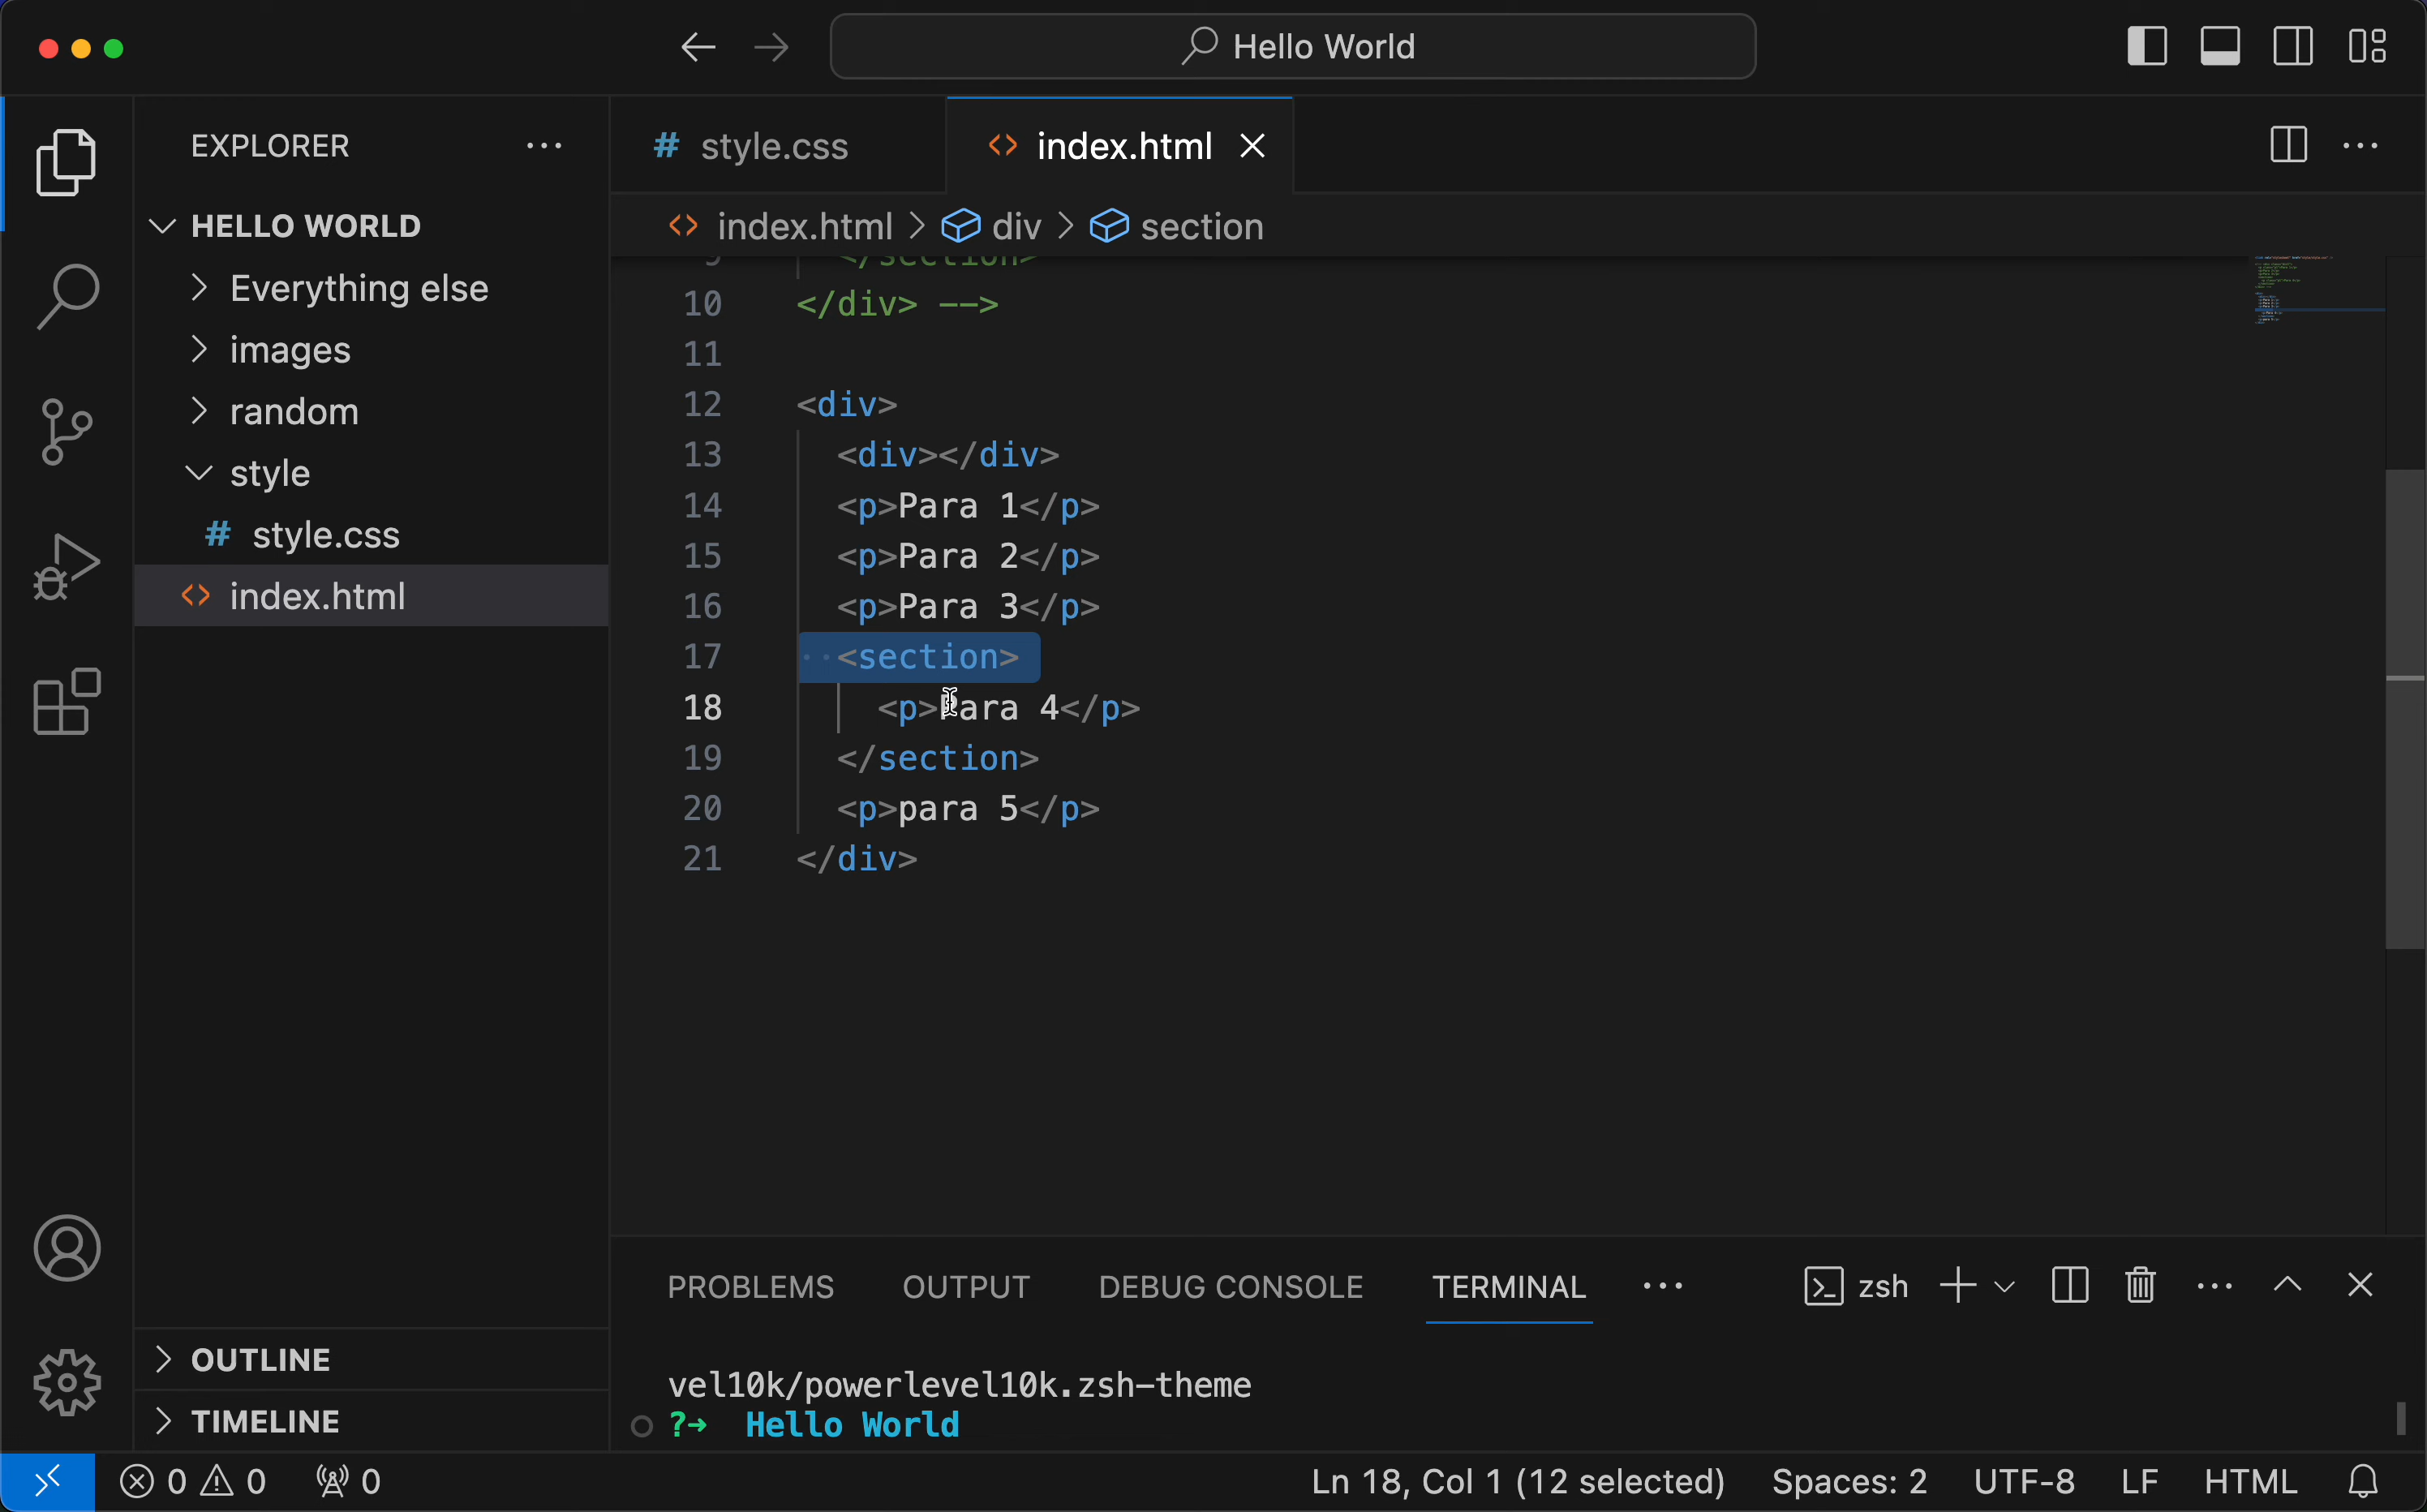 Hello World
EXPLORER
# style.css
<> index.html
HELLO WORLD
<> index.html > div > section
Everything else
images
random
style
# style.css
<> index.html
9 </section>
10 </div> -->
11
12 <div>
13 <div></div>
14 <p>Para 1</p>
15 <p>Para 2</p>
16 <p>Para 3</p>
17 <section>
18 <p>Para 4</p>
19 </section>
20 <p>para 5</p>
21 </div>
OUTLINE
TIMELINE
PROBLEMS OUTPUT DEBUG CONSOLE TERMINAL ... zsh
vel10k/powerlevel10k.zsh-theme
?→ Hello World
0 0 0 Ln 18, Col 1 (12 selected) Spaces: 2 UTF-8 LF HTML